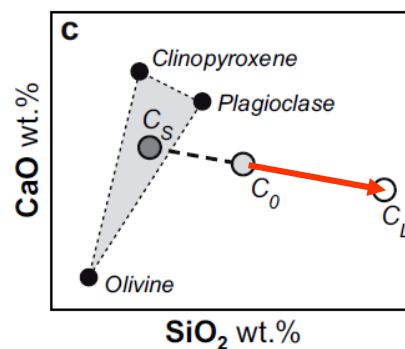 c
Clinopyroxene
Plagioclase
CS
C0
CL
Olivine
CaO wt.%
SiO2 wt.%